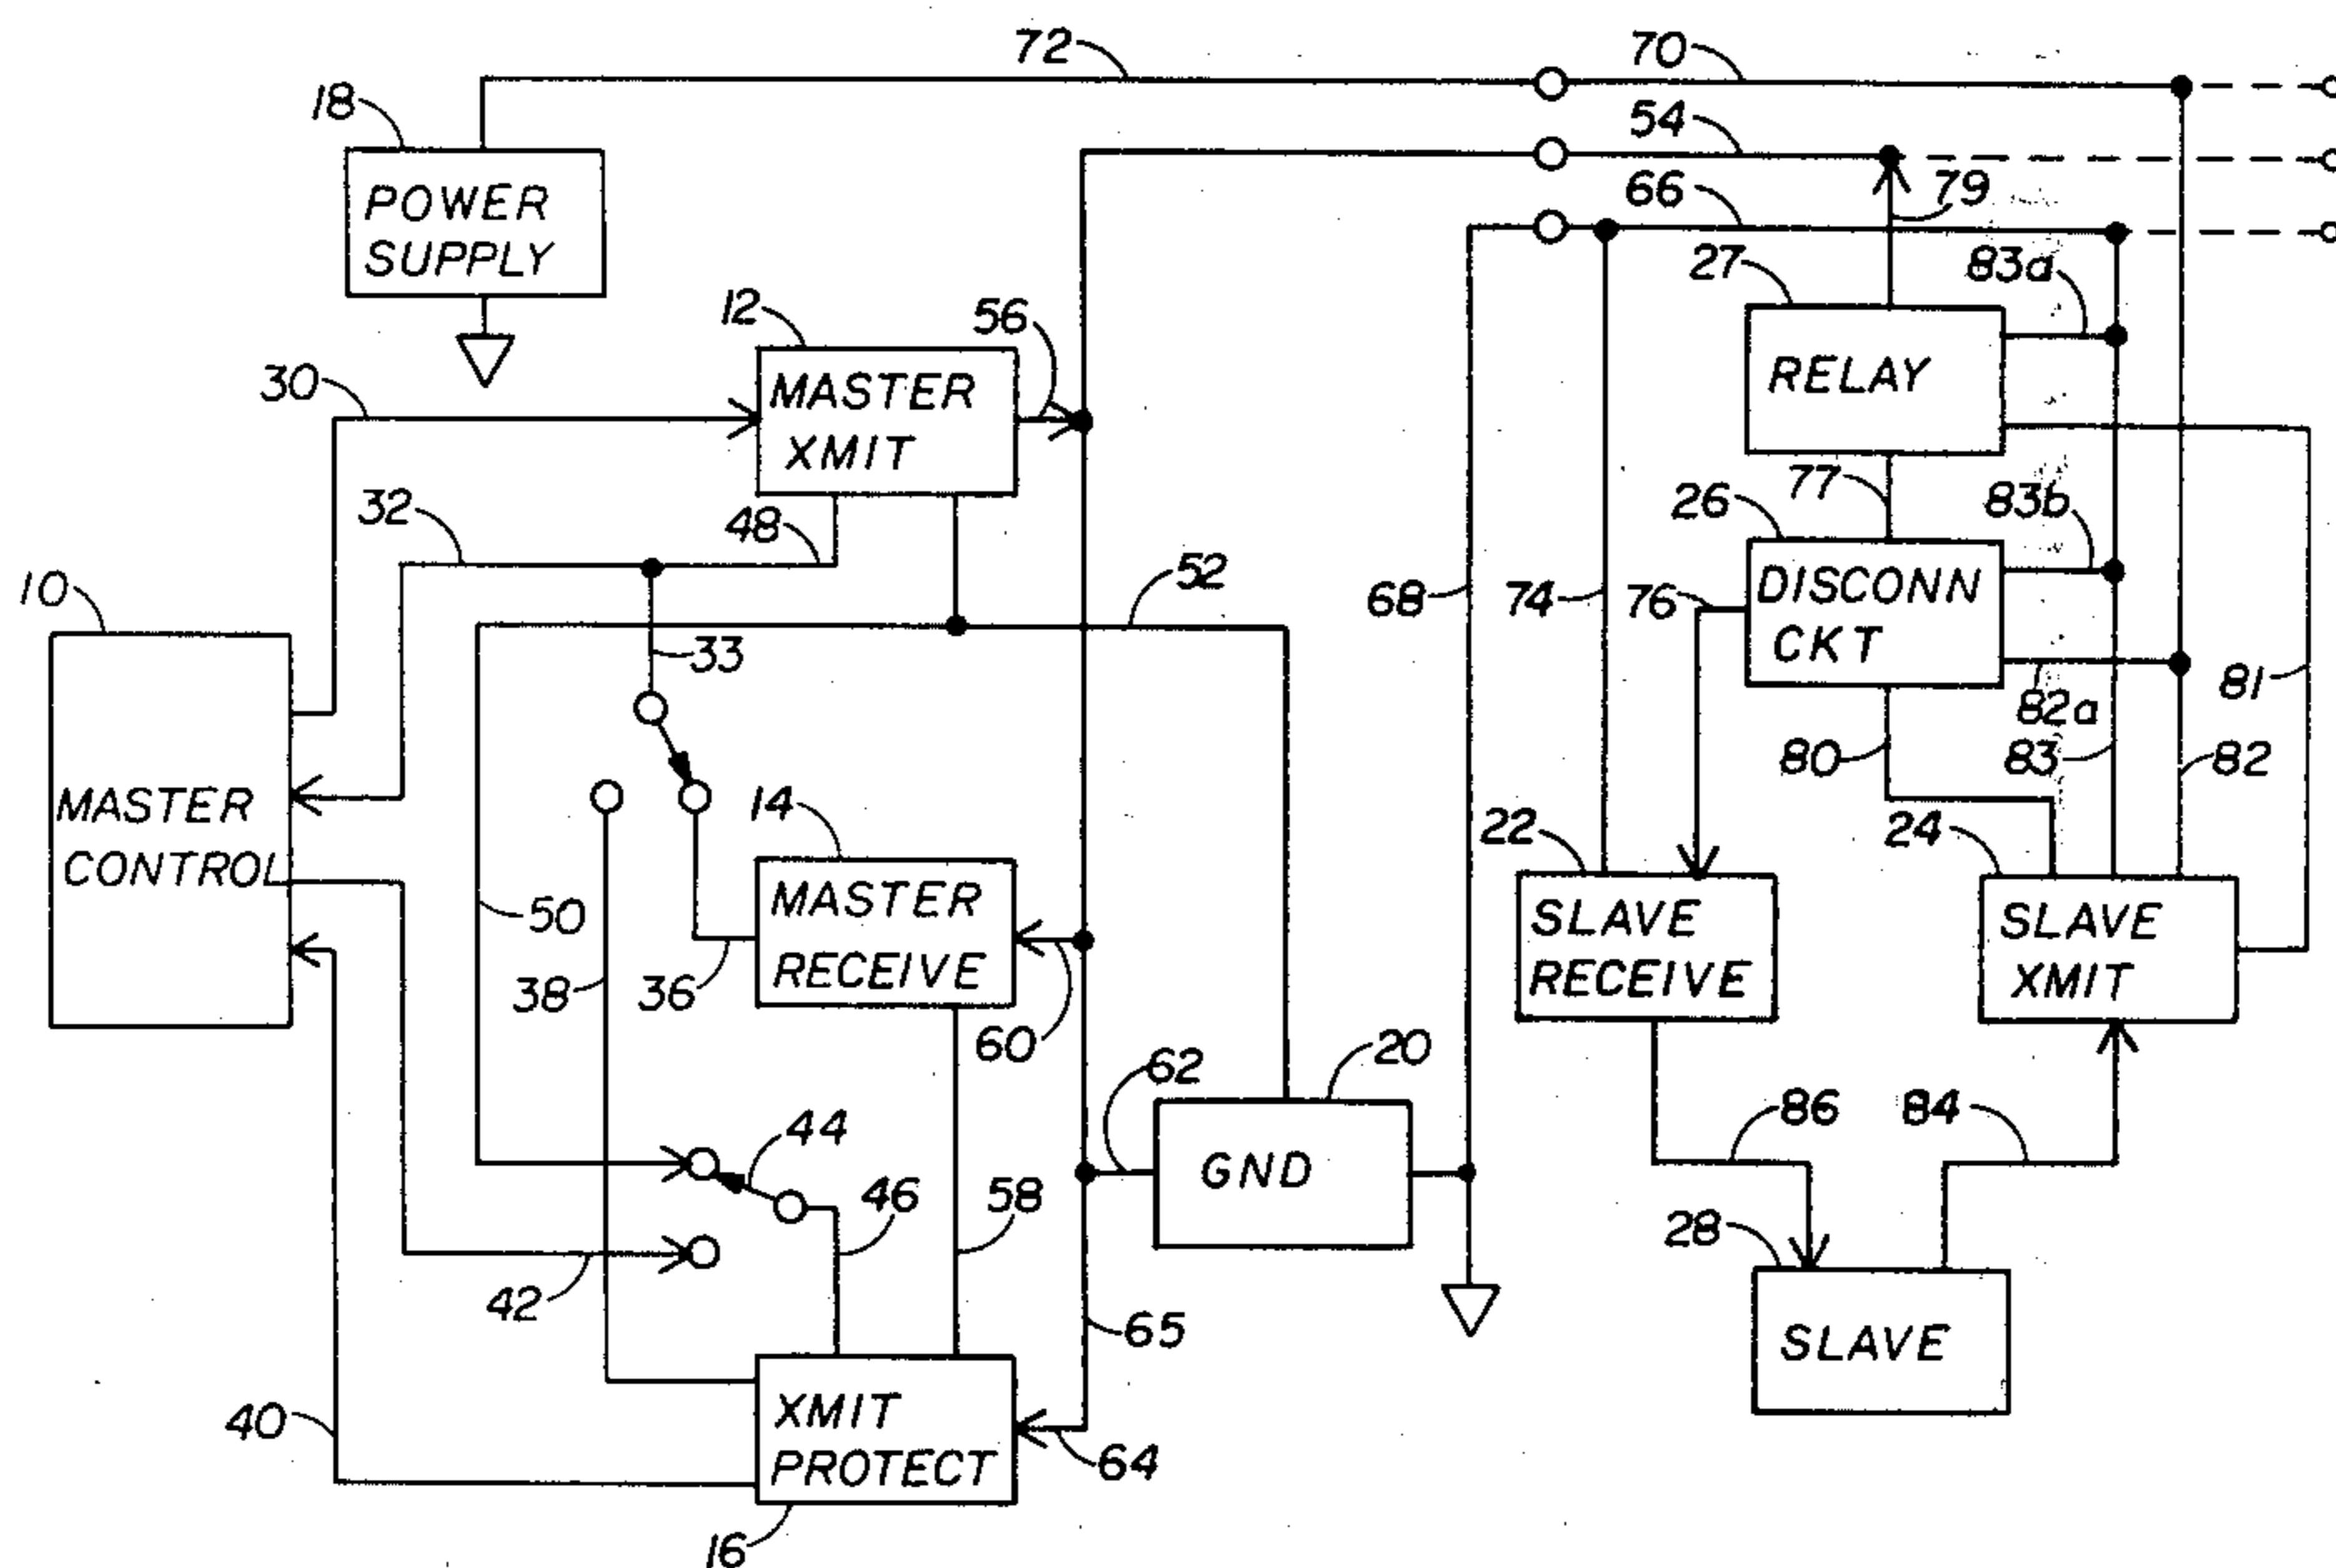 72
70
18
54
POWER
SUPPLY
66
79
27
83a
12
56
30
MASTER
XMIT
RELAY
32
48
77
26
83b
10
52
68
74
76
DISCONN
CKT
33
81
82a
80
83
82
MASTER
CONTROL
14
22
24
50
MASTER
RECEIVE
SLAVE
RECEIVE
SLAVE
XMIT
38
36
60
20
62
44
86
84
GND
46
58
28
42
65
SLAVE
40
XMIT
PROTECT
64
16